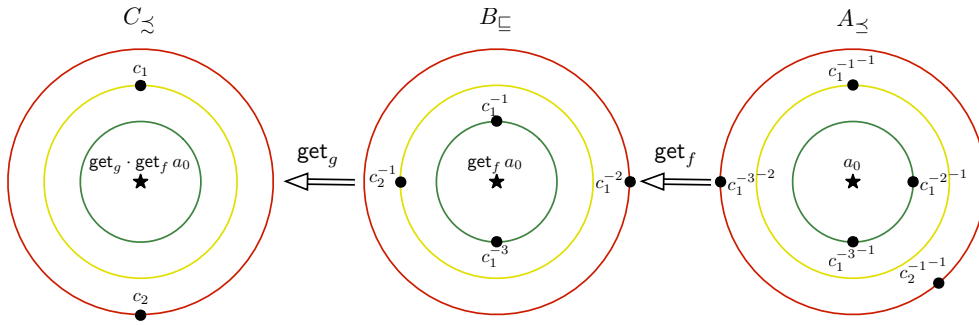 C≾ B⊑ A⪯
c₁ c₁⁻¹ c₁⁻¹⁻¹
get_g · get_f a₀ get_g c₂⁻¹ get_f a₀ c₁⁻² get_f c₁⁻³⁻² a₀ c₁⁻²⁻¹
c₁⁻³ c₁⁻³⁻¹
c₂⁻¹⁻¹
c₂